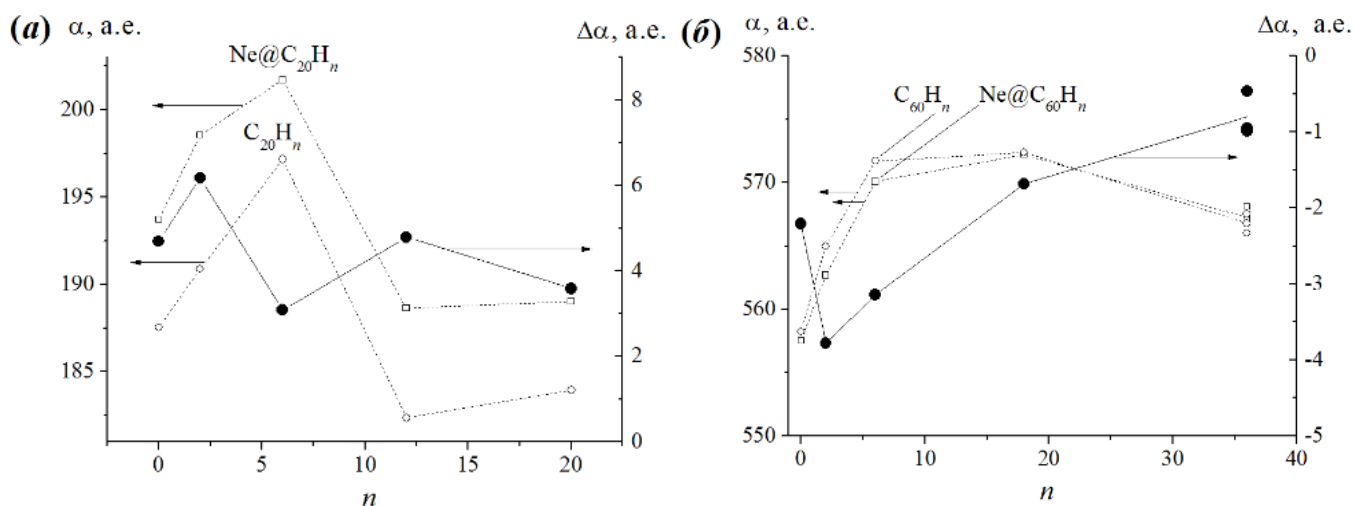 (а) α, а.е.
Δα, а.е.
Ne@C₂₀Hₙ
C₂₀Hₙ
200
195
190
185
8
6
4
2
0
0 5 10 15 20
n
(б) α, а.е.
Δα, а.е.
C₆₀Hₙ Ne@C₆₀Hₙ
580
570
560
550
0
-1
-2
-3
-4
-5
0 10 20 30 40
n